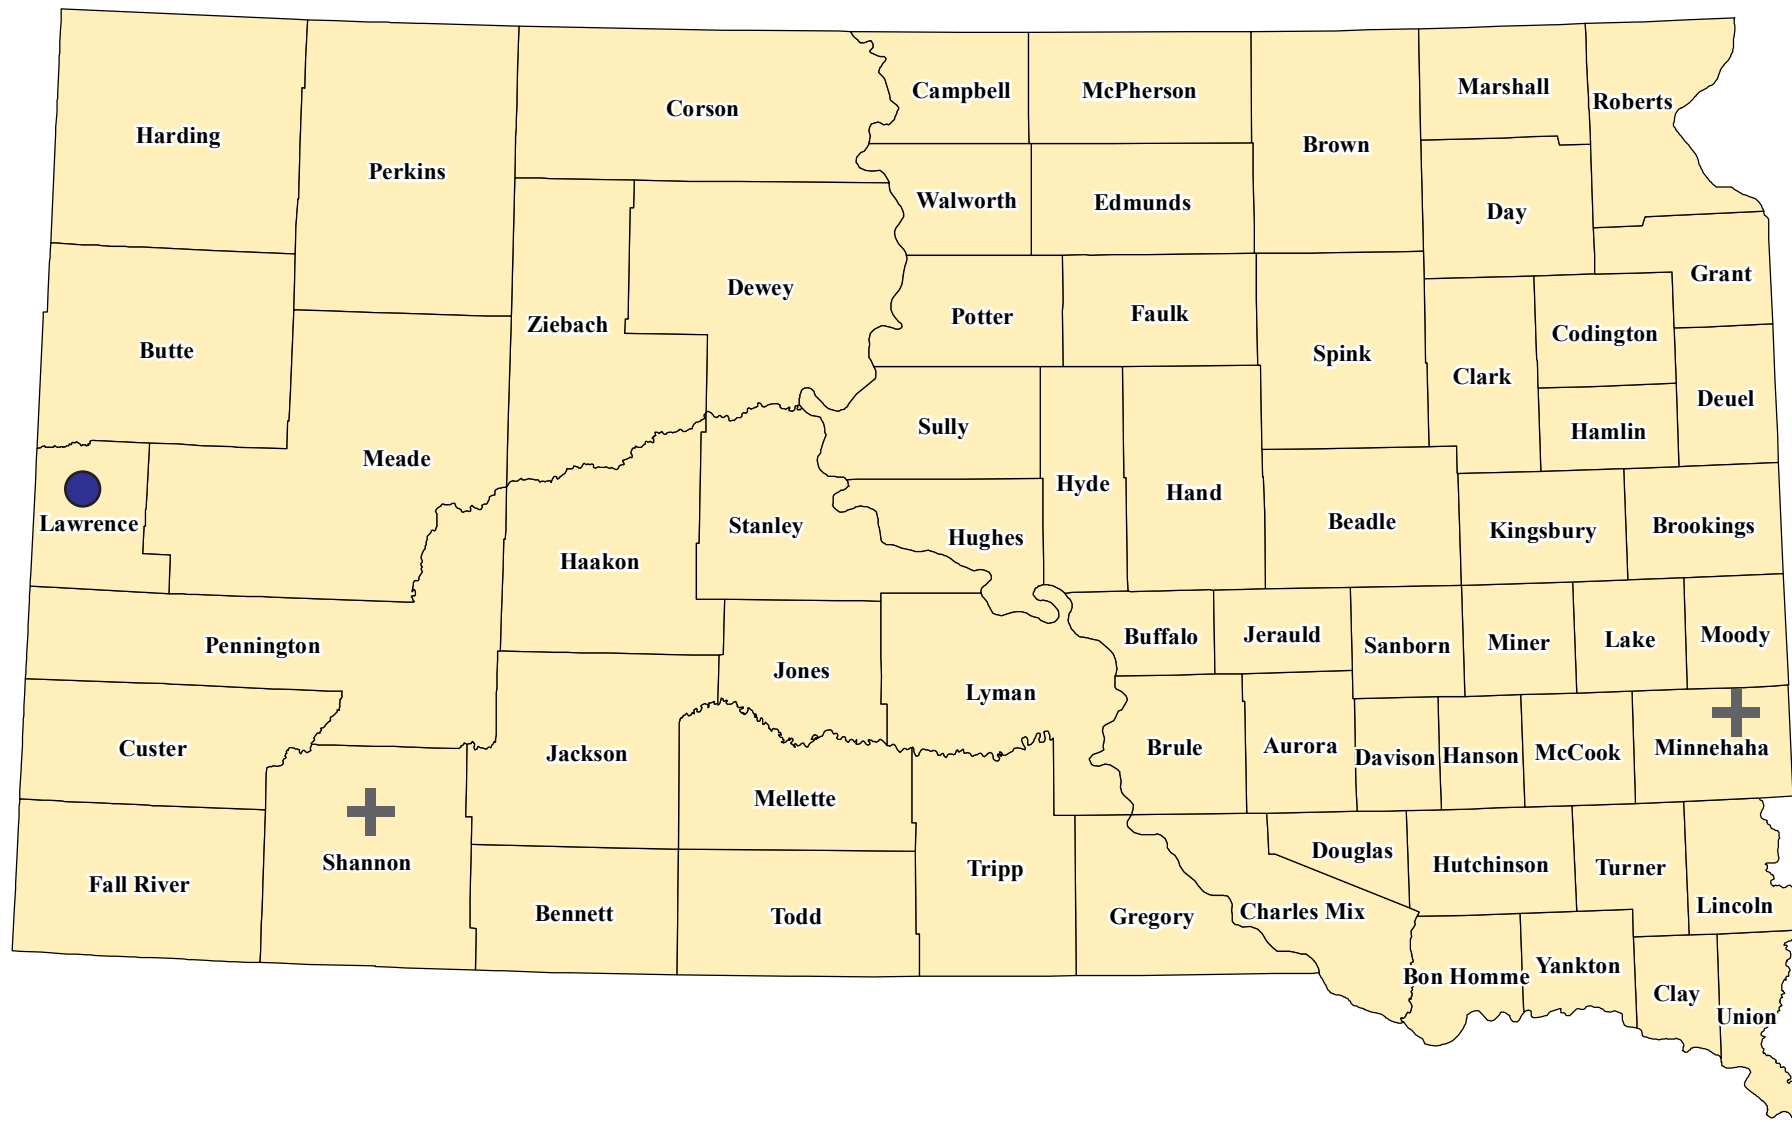 Harding
Perkins
Corson
Campbell
McPherson
Brown
Marshall
Roberts
Walworth
Edmunds
Day
Grant
Butte
Ziebach
Dewey
Potter
Faulk
Spink
Clark
Codington
Deuel
Hamlin
Meade
Sully
Hyde
Hand
Lawrence
Stanley
Hughes
Beadle
Kingsbury
Brookings
Haakon
Pennington
Jones
Lyman
Buffalo
Jerauld
Sanborn
Miner
Lake
Moody
Custer
Jackson
Mellette
Brule
Aurora
Davison
Hanson
McCook
Minnehaha
Shannon
Fall River
Bennett
Todd
Tripp
Gregory
Charles Mix
Douglas
Hutchinson
Turner
Lincoln
Bon Homme
Yankton
Clay
Union